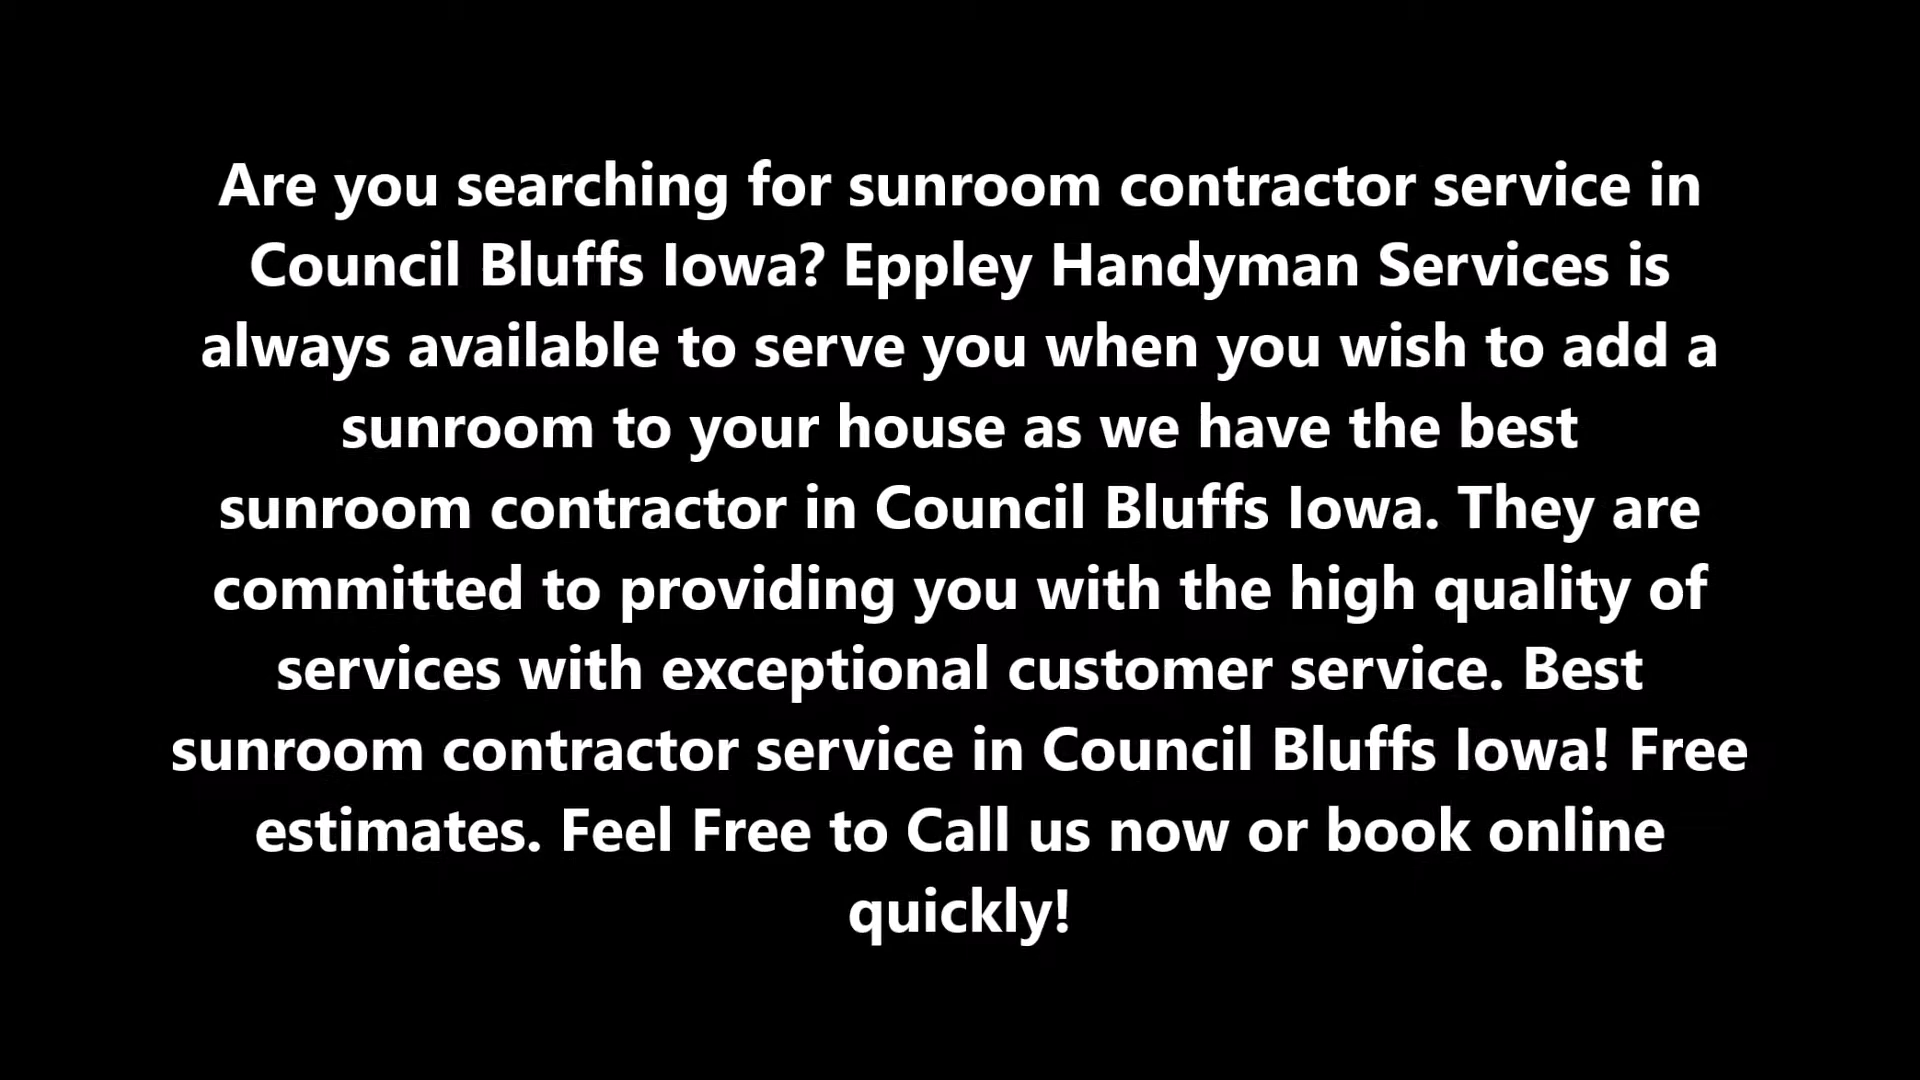 Are you searching for sunroom contractor service in
Council Bluffs Iowa? Eppley Handyman Services is
always available to serve you when you wish to add a
sunroom to your house as we have the best
sunroom contractor in Council Bluffs Iowa. They are
committed to providing you with the high quality of
services with exceptional customer service. Best
sunroom contractor service in Council Bluffs Iowa! Free
estimates. Feel Free to Call us now or book online
quickly!